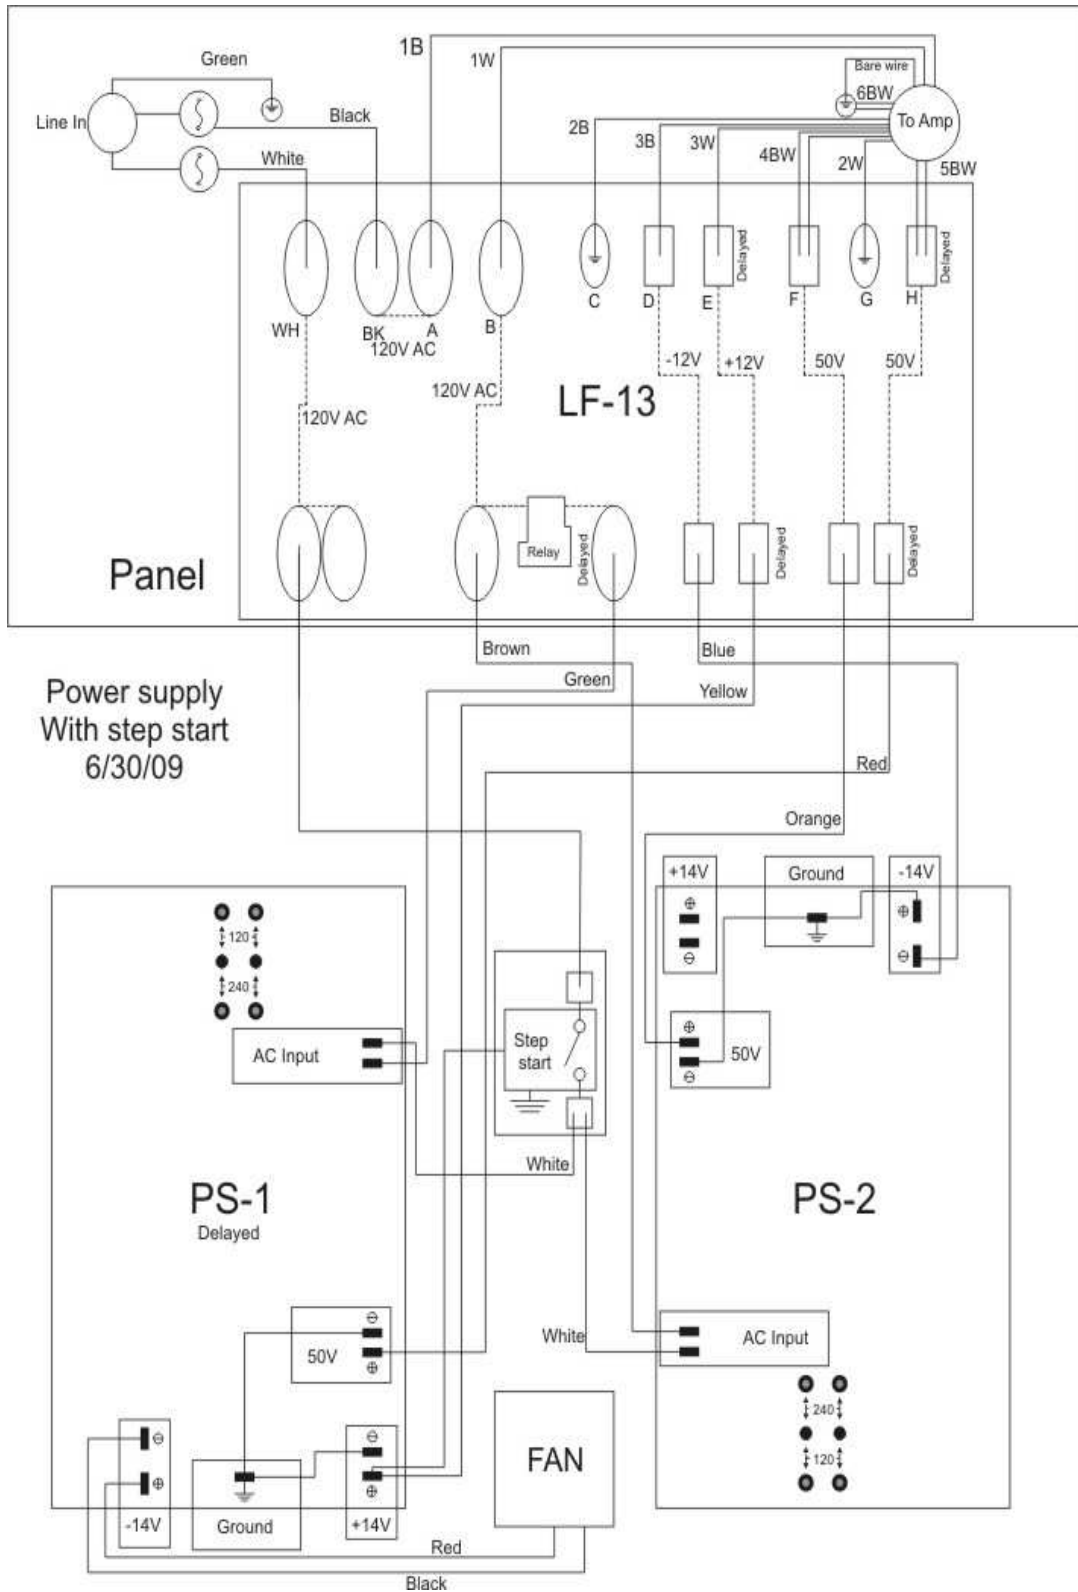 1B
1W
Green
Bare wire
6BW
Line In
Black
To Amp
2B
3B
3W
4BW
2W
5BW
White
Delayed
Delayed
WH
BK
A
B
C
D
E
F
G
H
120V AC
-12V
+12V
50V
50V
120V AC
LF-13
120V AC
Relay
Delayed
Delayed
Delayed
Panel
Brown
Blue
Green
Yellow
Power supply
With step start
6/30/09
Red
Orange
+14V
Ground
-14V
120
240
Step
start
AC Input
50V
White
PS-1
Delayed
PS-2
White
AC Input
50V
240
120
FAN
-14V
Ground
+14V
Red
Black